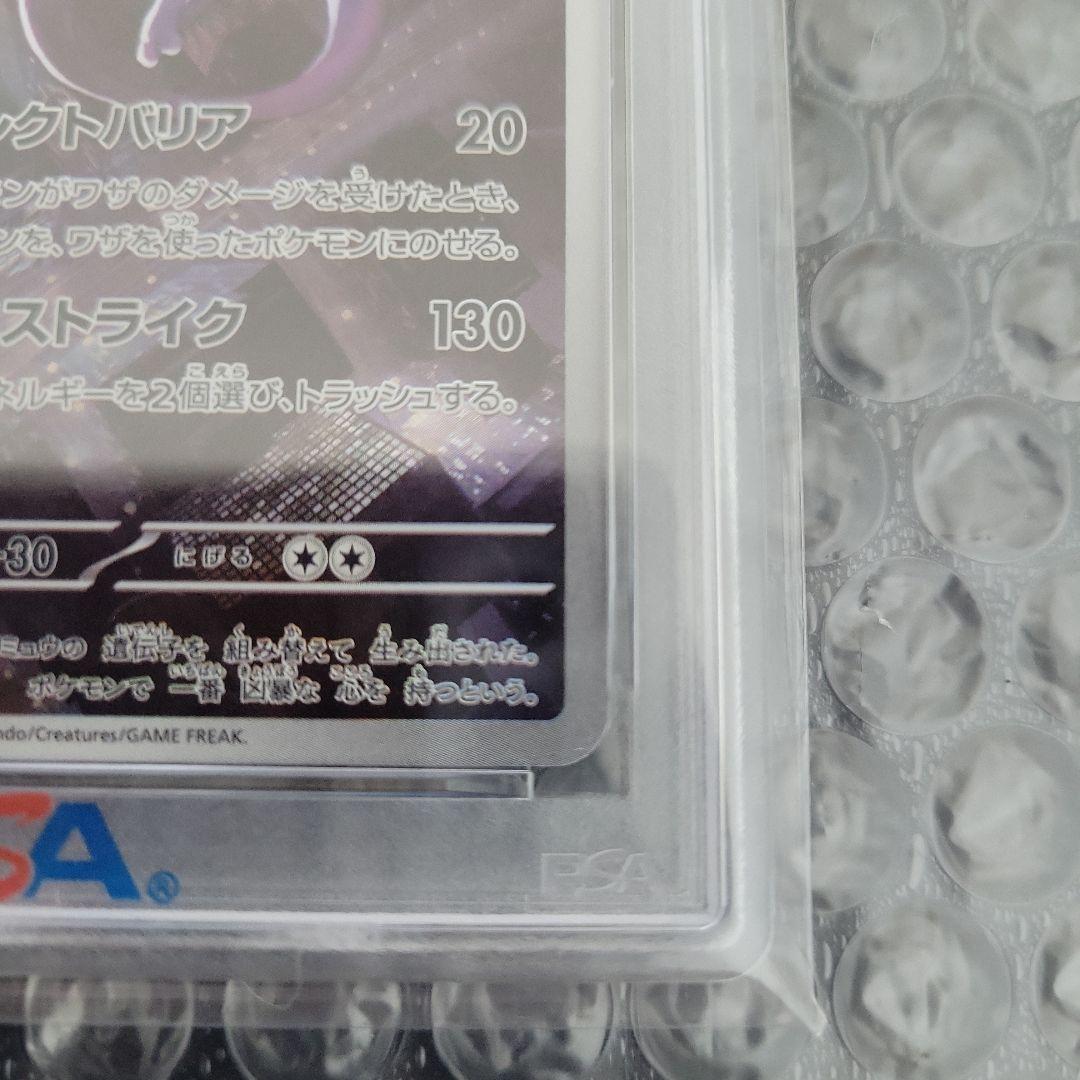 クトバリア 20
ンがワザのダメージを受けたとき、
ンを、ワザを使ったポケモンにのせる。
ストライク 130
ネルギーを2個選び、トラッシュする。
-30 にげる
ミュウの 遺伝子を 組み替えて 生み出された。
ポケモンで 一番 凶暴な 心を 持つという。
ndo/Creatures/GAME FREAK.
SA®
PSA